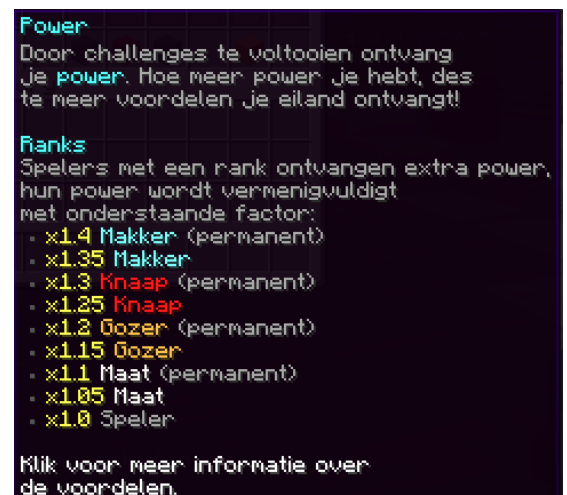 Power
Door challenges te voltooien ontvang
je power. Hoe meer power je hebt, des
te meer voordelen je eiland ontvangt!
Ranks
Spelers met een rank ontvangen extra power,
hun power wordt vermenigvuldigt
met onderstaande factor:
▪ x1.4 Makker (permanent)
▪ x1.35 Makker
▪ x1.3 Knaap (permanent)
▪ x1.25 Knaap
▪ x1.2 Gozer (permanent)
▪ x1.15 Gozer
▪ x1.1 Maat (permanent)
▪ x1.05 Maat
▪ x1.0 Speler
Klik voor meer informatie over
de voordelen.